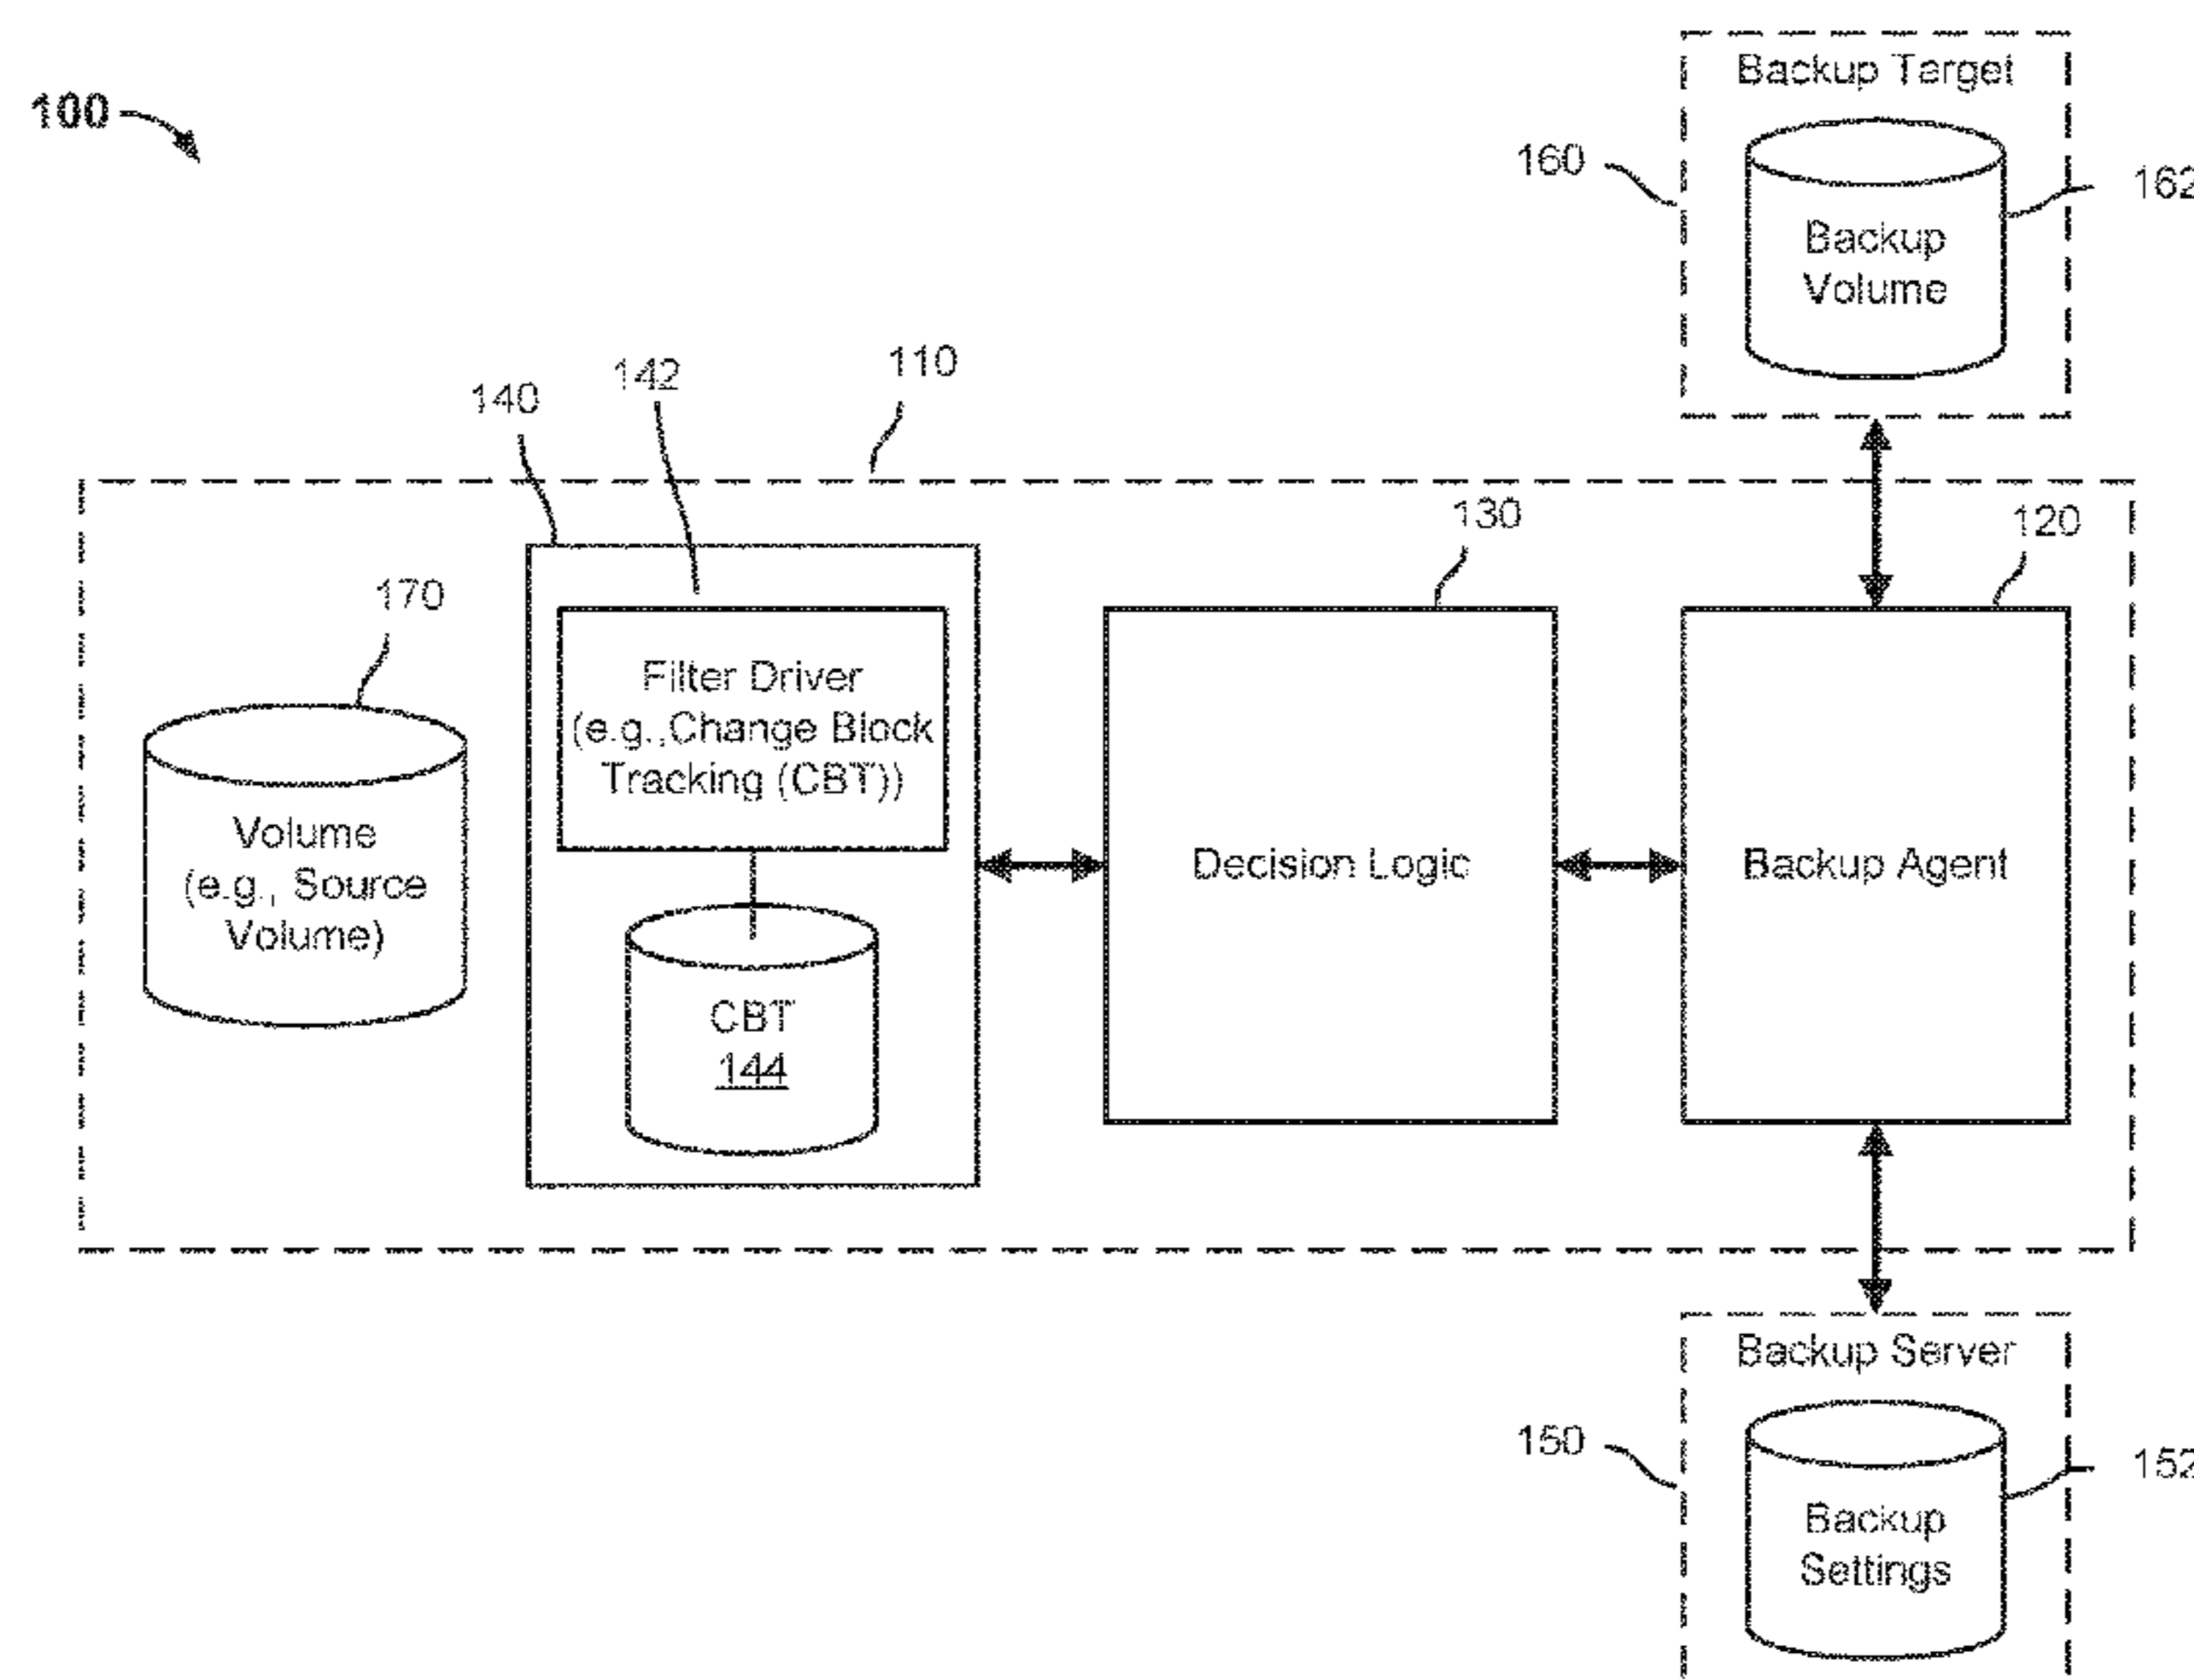 100
Backup Target
160
162
Backup
Volume
110
142
140
130
120
170
Filter Driver
(e.g.,Change Block
Tracking (CBT))
Volume
(e.g., Source
Volume)
Decision Logic
Backup Agent
CBT
144
Backup Server
150
152
Backup
Settings